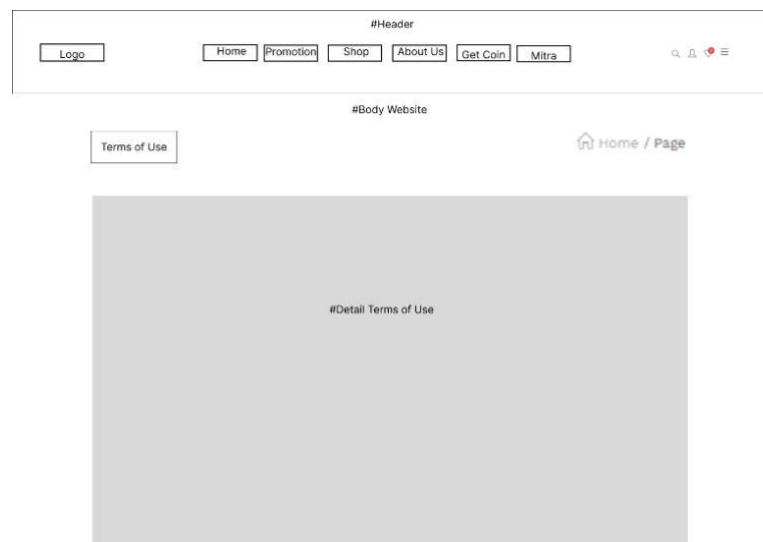 #Header
Logo
Home
Promotion
Shop
About Us
Get Coin
Mitra
#Body Website
Terms of Use
Home / Page
#Detail Terms of Use